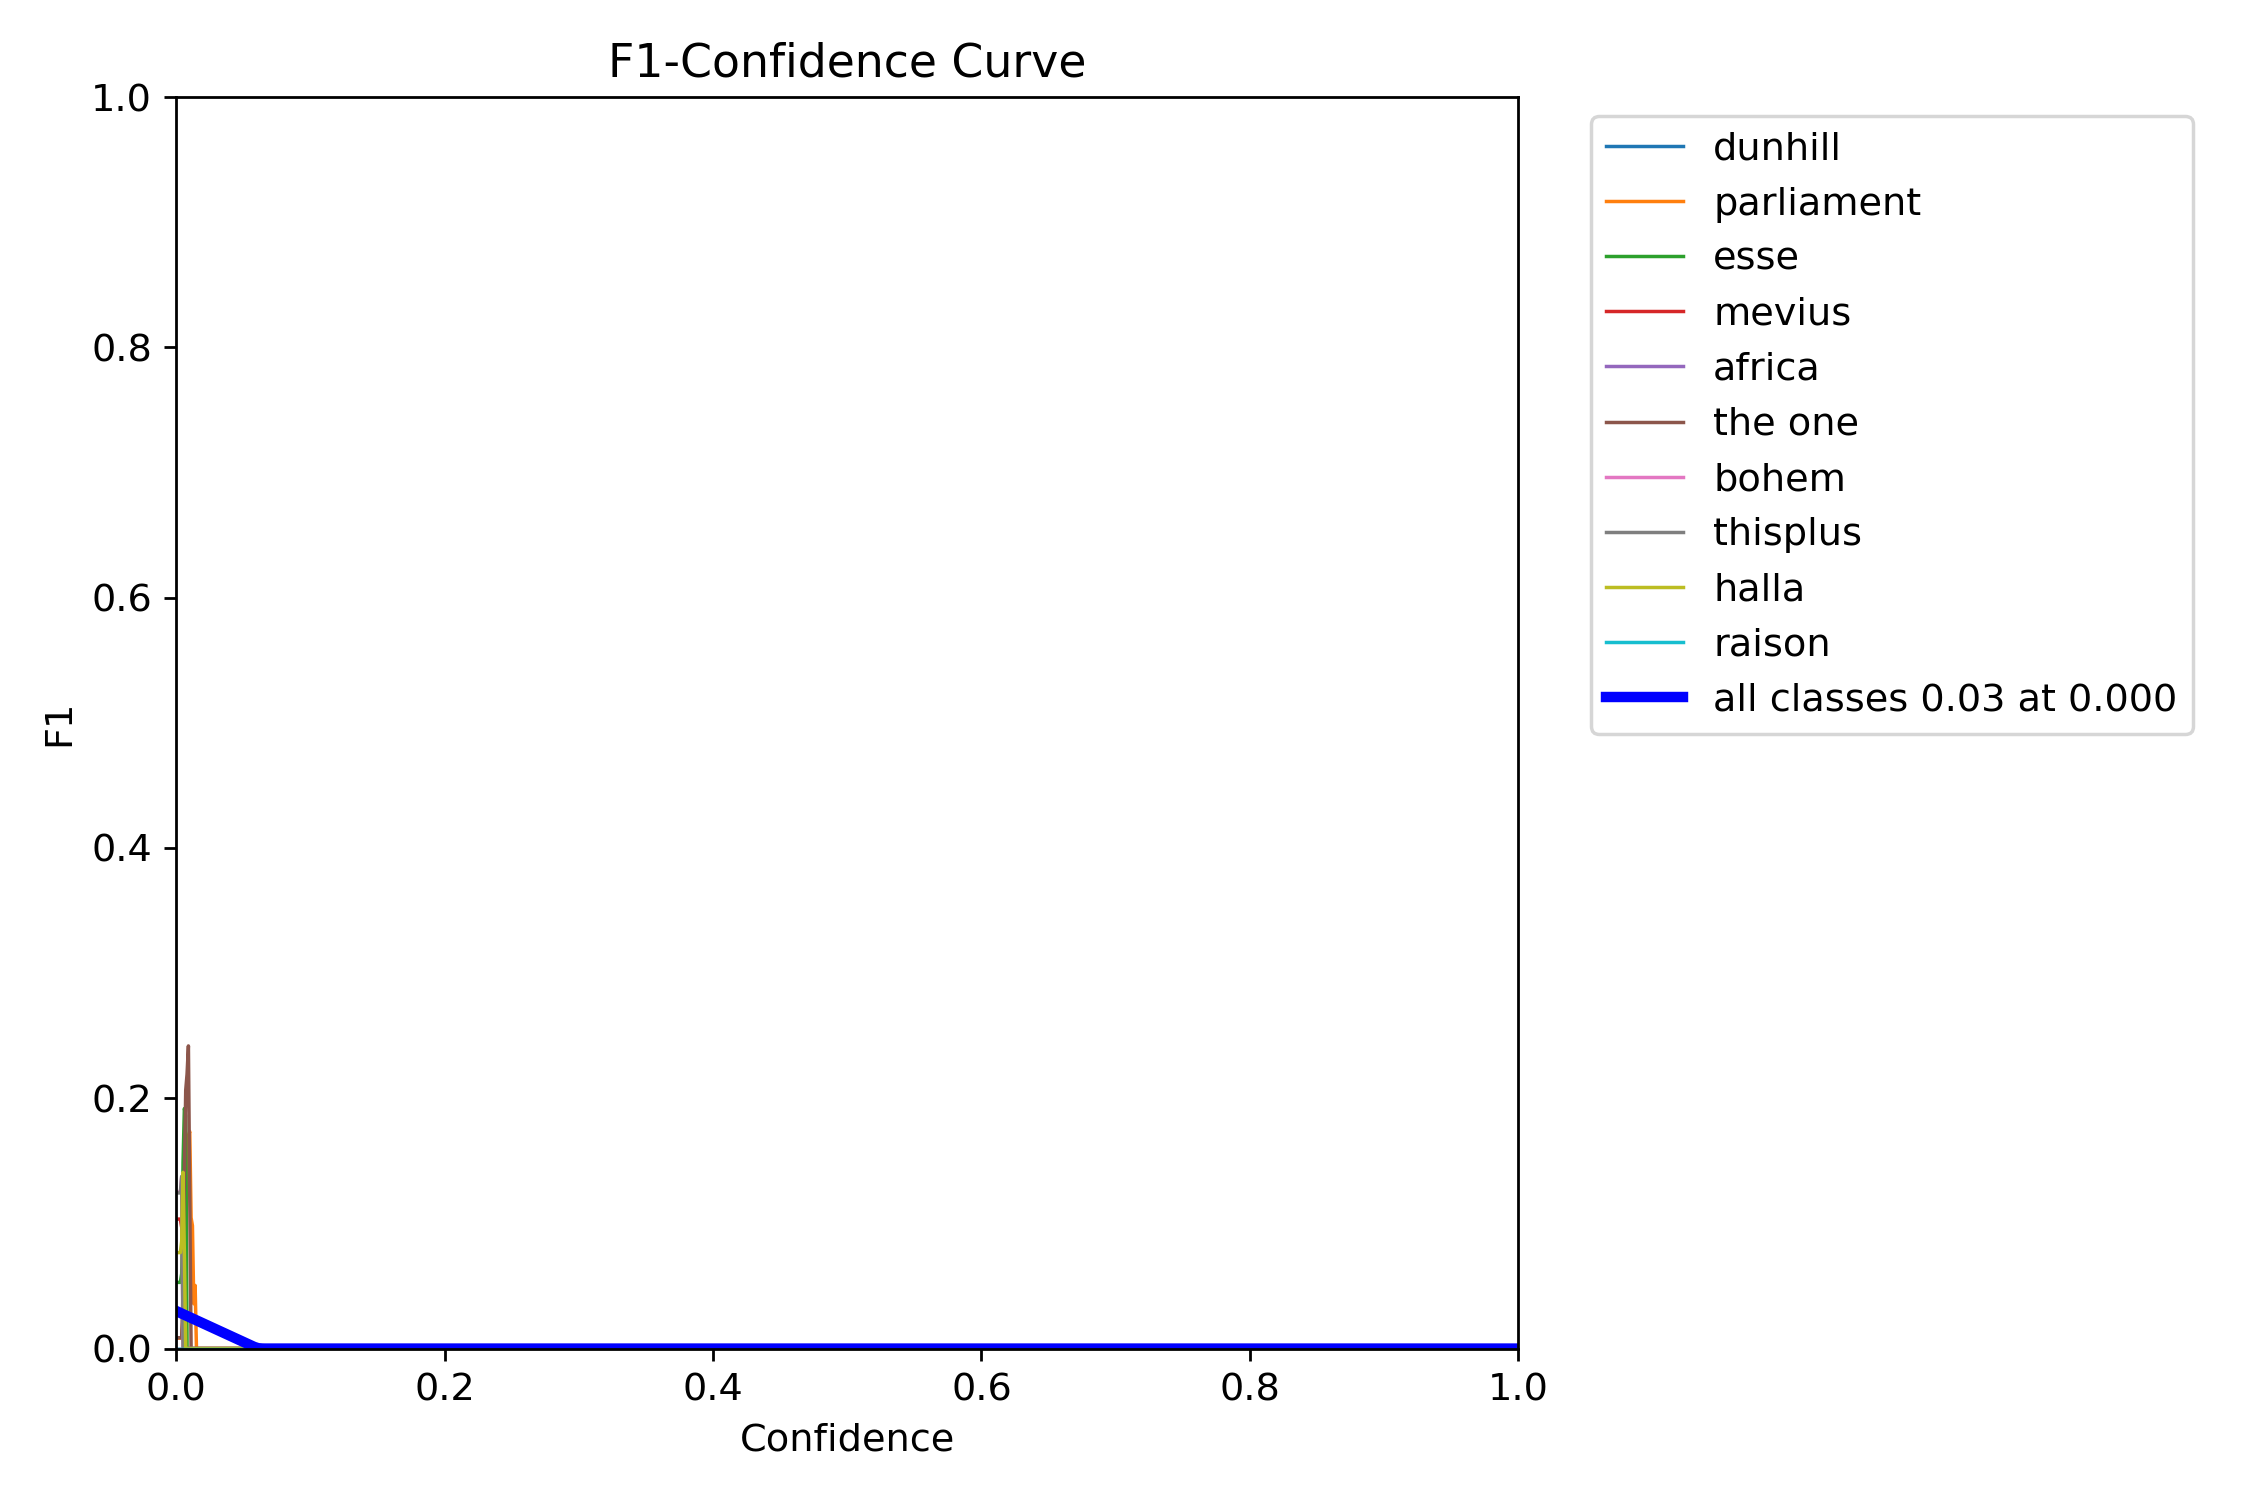 F1-Confidence Curve
1.0
0.8
0.6
0.4
0.2
0.0
F1
0.0 0.2 0.4 0.6 0.8 1.0
Confidence
dunhill
parliament
esse
mevius
africa
the one
bohem
thisplus
halla
raison
all classes 0.03 at 0.000